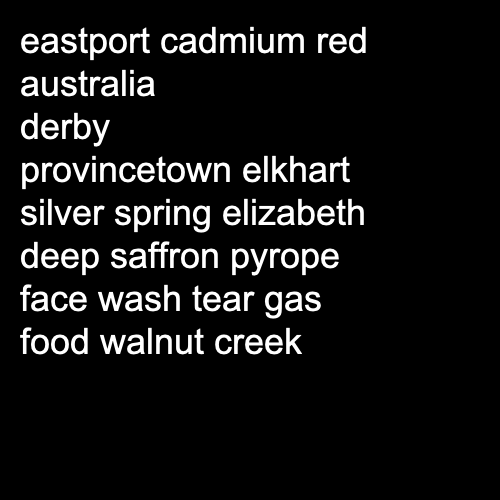 eastport cadmium red
australia
derby
provincetown elkhart
silver spring elizabeth
deep saffron pyrope
face wash tear gas
food walnut creek